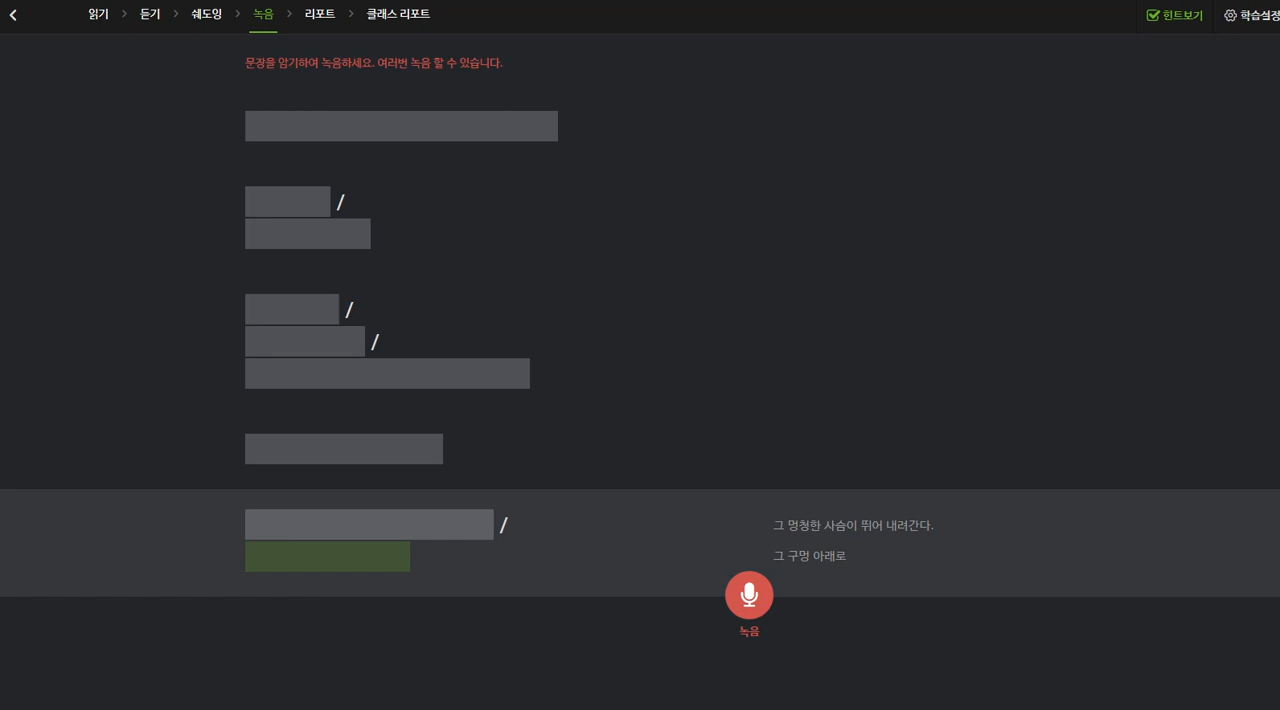 읽기 > 듣기 > 쉐도잉 > 녹음 > 리포트 > 클래스 리포트
힌트보기
학습설정
문장을 암기하여 녹음하세요. 여러번 녹음 할 수 있습니다.
/
/
/
/
그 멍청한 사슴이 뛰어 내려간다.
그 구멍 아래로
녹음